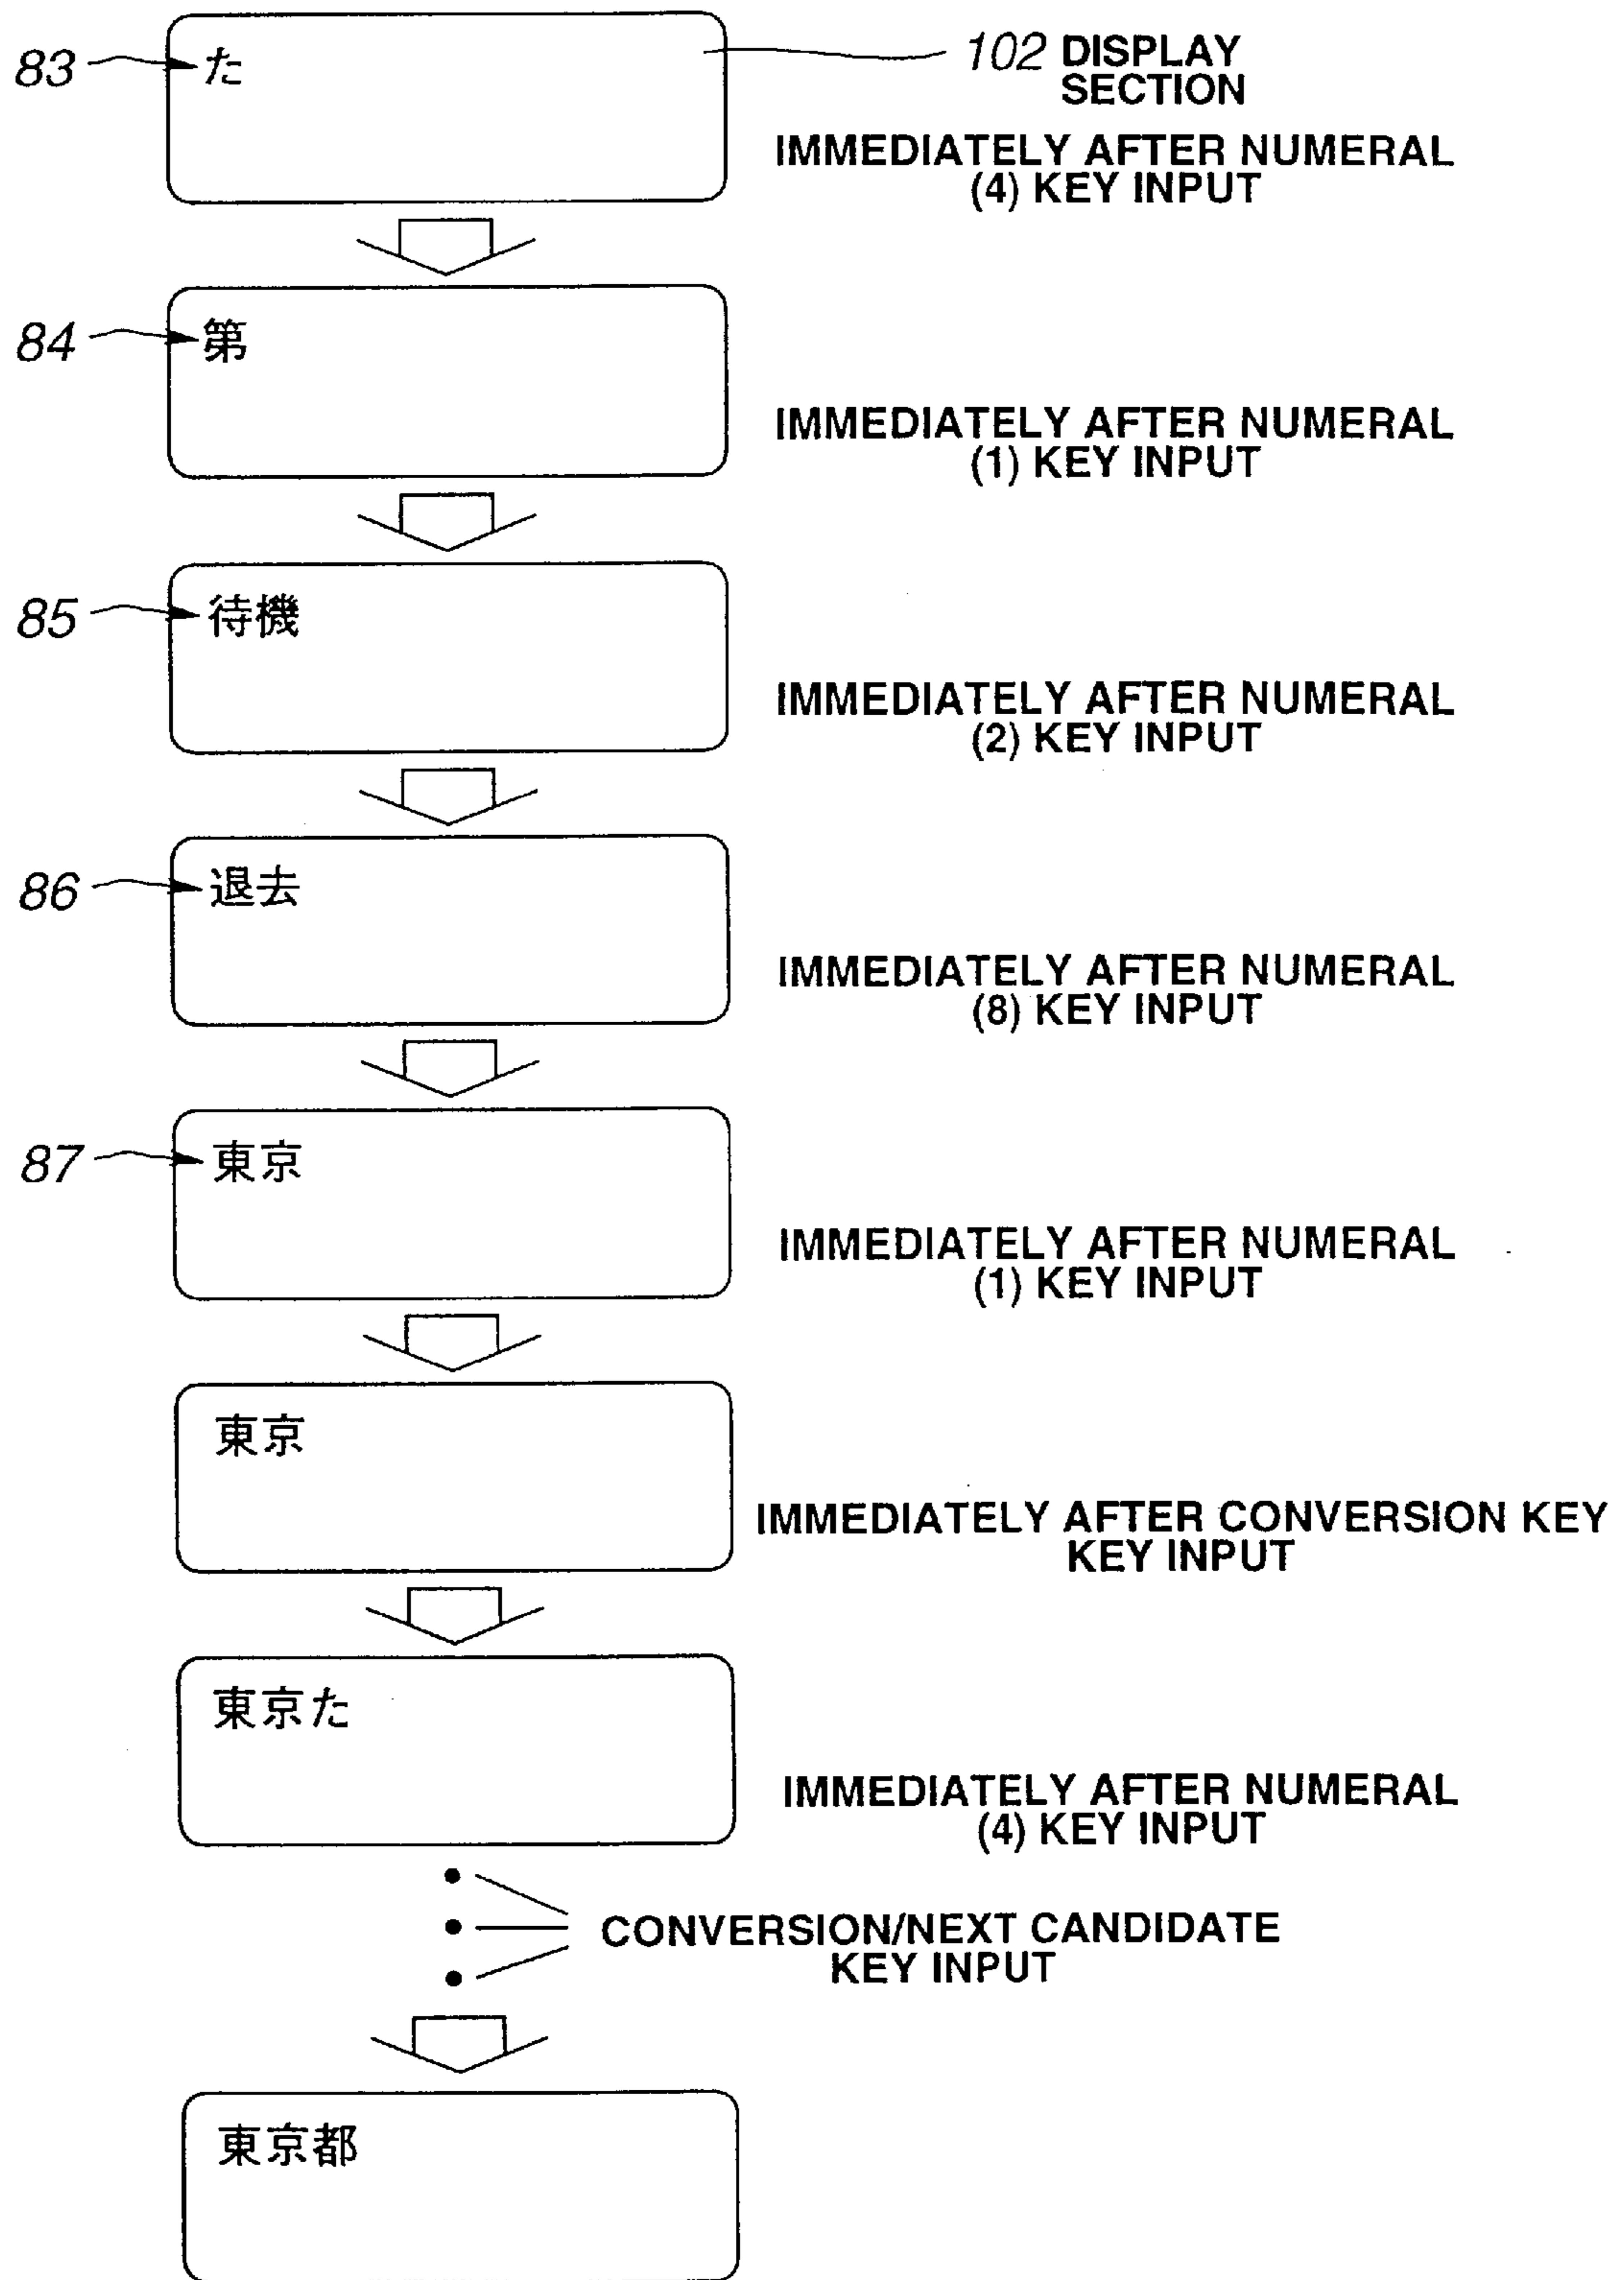 83
た
102 DISPLAY
SECTION
IMMEDIATELY AFTER NUMERAL
(4) KEY INPUT
84
第
IMMEDIATELY AFTER NUMERAL
(1) KEY INPUT
85
待機
IMMEDIATELY AFTER NUMERAL
(2) KEY INPUT
86
退去
IMMEDIATELY AFTER NUMERAL
(8) KEY INPUT
87
東京
IMMEDIATELY AFTER NUMERAL
(1) KEY INPUT
東京
IMMEDIATELY AFTER CONVERSION KEY
KEY INPUT
東京た
IMMEDIATELY AFTER NUMERAL
(4) KEY INPUT
CONVERSION/NEXT CANDIDATE
KEY INPUT
東京都